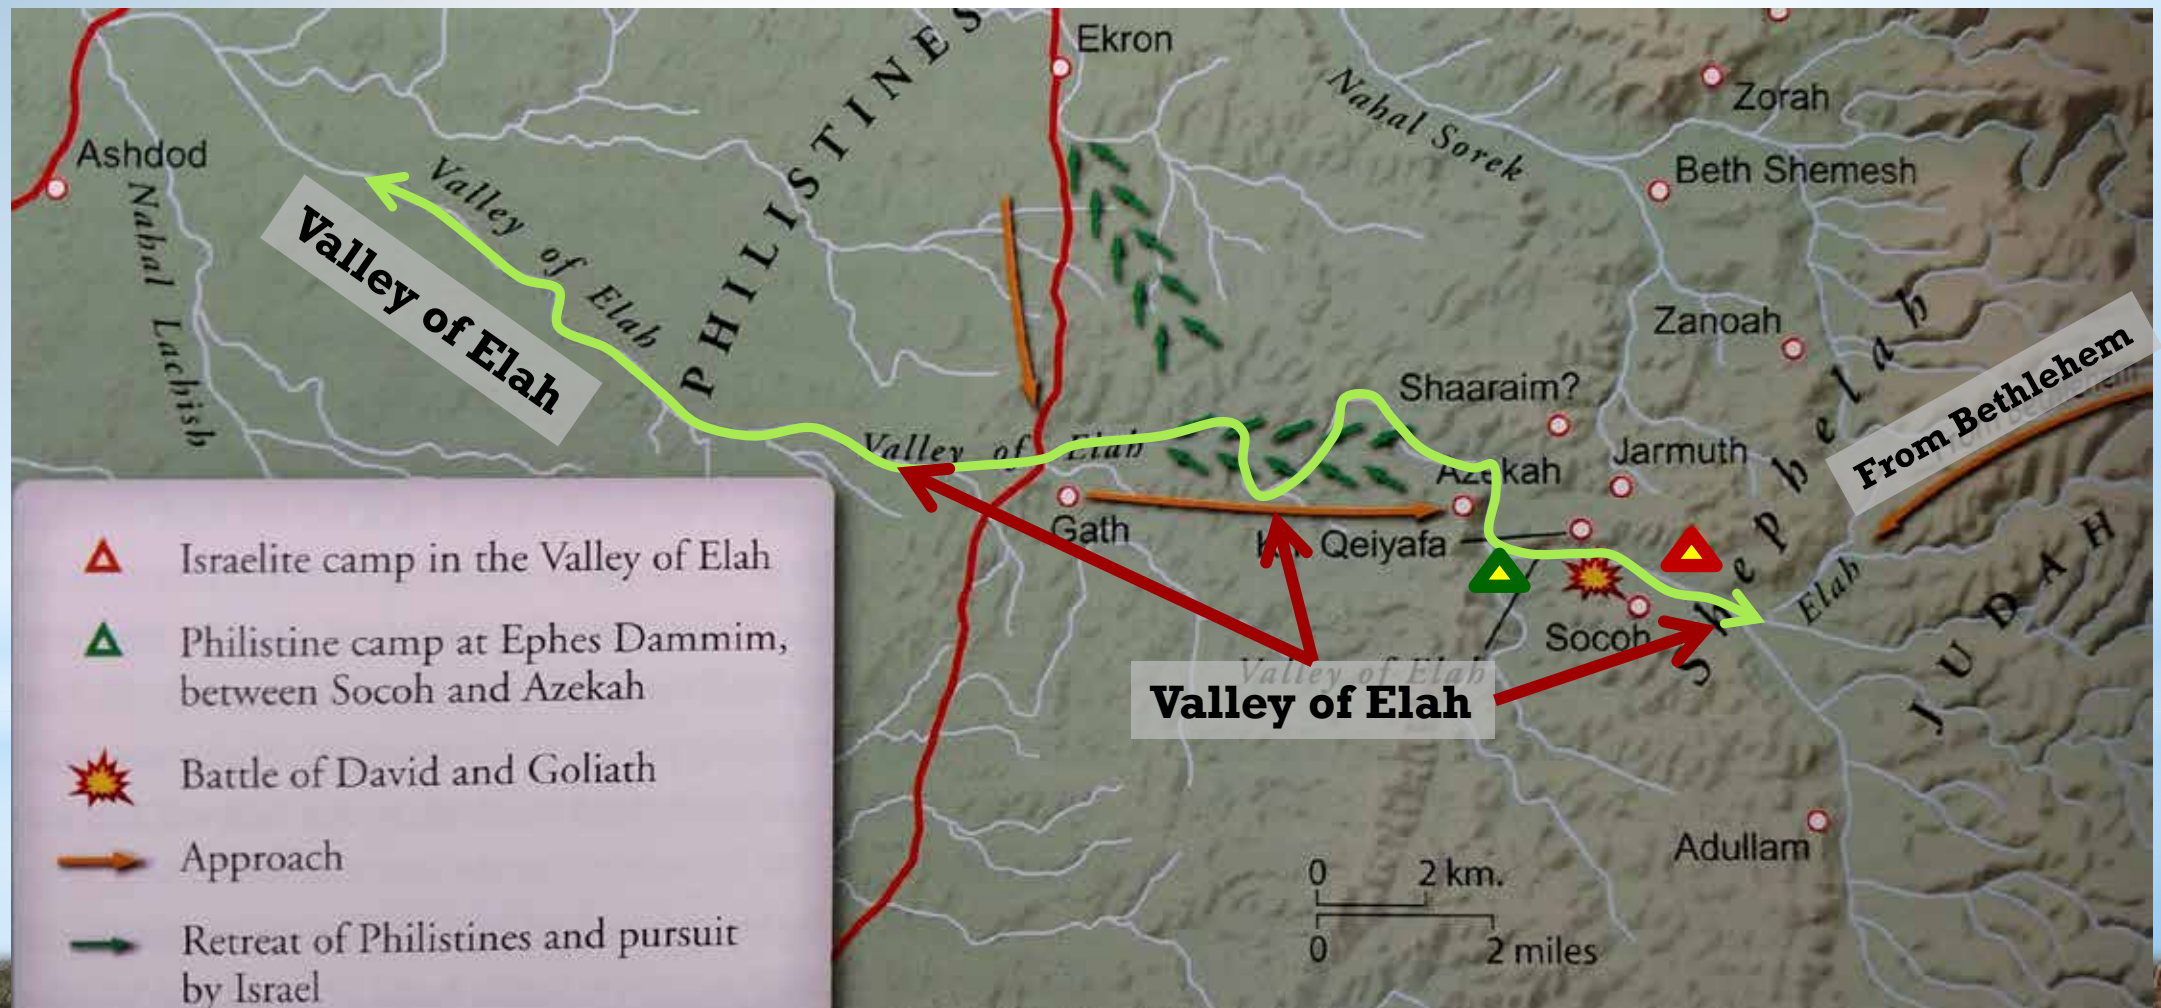 Ekron
Zorah
Nahal Sorek
Ashdod
Beth Shemesh
PHILISTINES
Valley of Elah
Valley of Elah
Nahal Lachish
Zanoah
Shephelah
From Bethlehem
Shaaraim?
Valley of Elah
Jarmuth
Azekah
Gath
Qeiyafa
Elah
JUDAH
Socoh
Valley of Elah
Valley of Elah
Adullam
0 2 km.
0 2 miles
Israelite camp in the Valley of Elah
Philistine camp at Ephes Dammim,
between Socoh and Azekah
Battle of David and Goliath
Approach
Retreat of Philistines and pursuit
by Israel